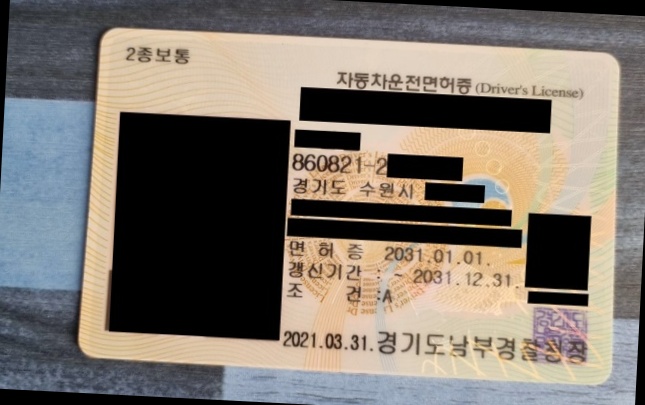 2종보통
자동차운전면허증 (Driver's License)
860821-2
경기도 수원시
면 허 증 2031.01.01.
갱신기간 : ~ 2031.12.31.
조 건 :A
2021.03.31. 경기도남부경찰청장